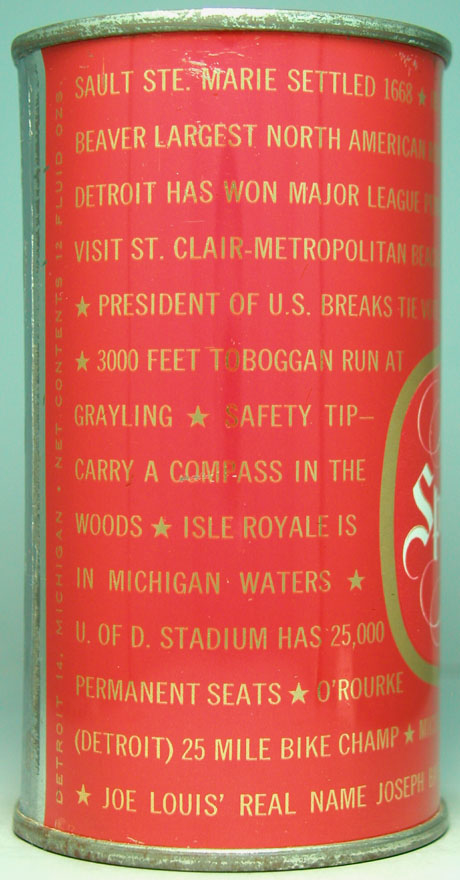 SAULT STE. MARIE SETTLED 1668 ★
BEAVER LARGEST NORTH AMERICAN
DETROIT HAS WON MAJOR LEAGUE
VISIT ST. CLAIR-METROPOLITAN
★ PRESIDENT OF U.S. BREAKS TIE
★ 3000 FEET TOBOGGAN RUN AT
GRAYLING ★ SAFETY TIP—
CARRY A COMPASS IN THE
WOODS ★ ISLE ROYALE IS
IN MICHIGAN WATERS ★
U. OF D. STADIUM HAS 25,000
PERMANENT SEATS ★ O'ROURKE
(DETROIT) 25 MILE BIKE CHAMP ★
★ JOE LOUIS' REAL NAME JOSEPH
DETROIT 14, MICHIGAN • NET CONTENTS 12 FLUID OZS